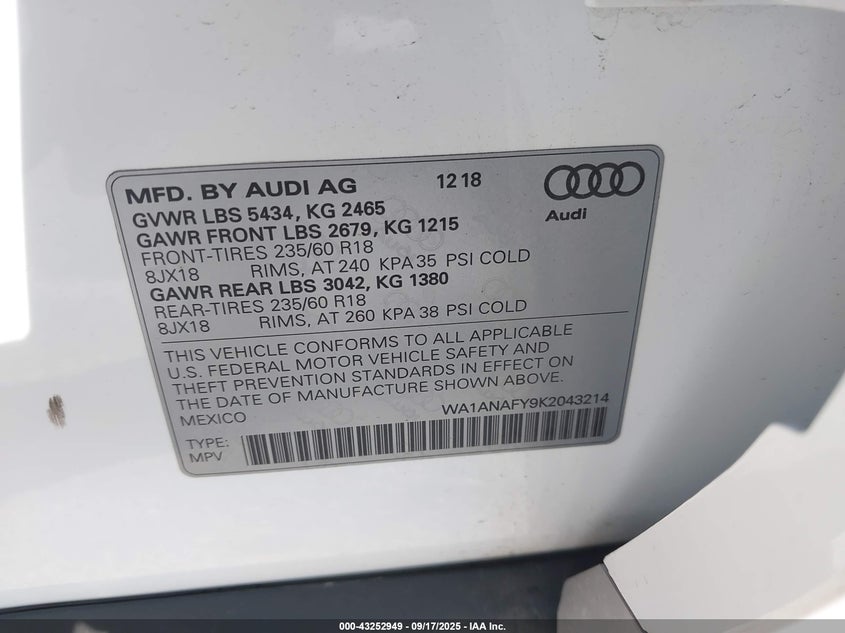 MFD. BY AUDI AG 12 18
Audi
GVWR LBS 5434, KG 2465
GAWR FRONT LBS 2679, KG 1215
FRONT-TIRES 235/60 R18
8JX18 RIMS, AT 240 KPA 35 PSI COLD
GAWR REAR LBS 3042, KG 1380
REAR-TIRES 235/60 R18
8JX18 RIMS, AT 260 KPA 38 PSI COLD
THIS VEHICLE CONFORMS TO ALL APPLICABLE
U.S. FEDERAL MOTOR VEHICLE SAFETY AND
THEFT PREVENTION STANDARDS IN EFFECT ON
THE DATE OF MANUFACTURE SHOWN ABOVE.
MEXICO WA1ANAFY9K2043214
TYPE:
MPV
000-43252949 - 09/17/2025 - IAA Inc.